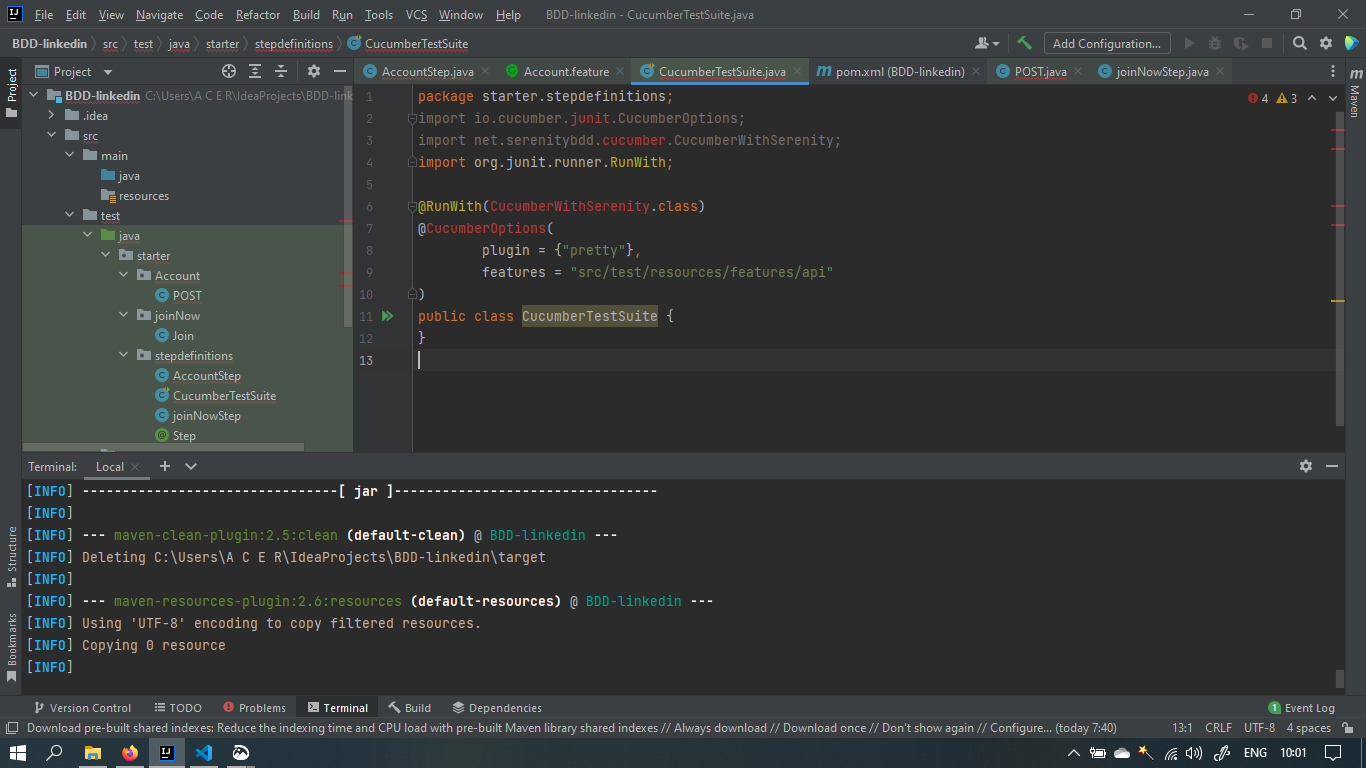 File Edit View Navigate Code Refactor Build Run Tools VCS Window Help BDD-linkedin - CucumberTestSuite.java
BDD-linkedin src test java starter stepdefinitions CucumberTestSuite Add Configuration...
Project
AccountStep.java Account.feature CucumberTestSuite.java pom.xml (BDD-linkedin) POST.java joinNowStep.java
Project
Maven
BDD-linkedin C:\Users\A C E R\IdeaProjects\BDD-link
.idea
src
main
java
resources
test
java
starter
Account
POST
joinNow
Join
stepdefinitions
AccountStep
CucumberTestSuite
joinNowStep
Step
4 3
1 package starter.stepdefinitions;
2 import io.cucumber.junit.CucumberOptions;
3 import net.serenitybdd.cucumber.CucumberWithSerenity;
4 import org.junit.runner.RunWith;
5
6 @RunWith(CucumberWithSerenity.class)
7 @CucumberOptions(
8 plugin = {"pretty"},
9 features = "src/test/resources/features/api"
10 )
11 public class CucumberTestSuite {
12 }
13
Terminal: Local
[INFO] --------------------------------[ jar ]---------------------------------
[INFO]
[INFO] --- maven-clean-plugin:2.5:clean (default-clean) @ BDD-linkedin ---
[INFO] Deleting C:\Users\A C E R\IdeaProjects\BDD-linkedin\target
[INFO]
[INFO] --- maven-resources-plugin:2.6:resources (default-resources) @ BDD-linkedin ---
[INFO] Using 'UTF-8' encoding to copy filtered resources.
[INFO] Copying 0 resource
[INFO]
Structure
Bookmarks
Version Control TODO Problems Terminal Build Dependencies 1 Event Log
Download pre-built shared indexes: Reduce the indexing time and CPU load with pre-built Maven library shared indexes // Always download // Download once // Don't show again // Configure... (today 7:40) 13:1 CRLF UTF-8 4 spaces
ENG 10:01